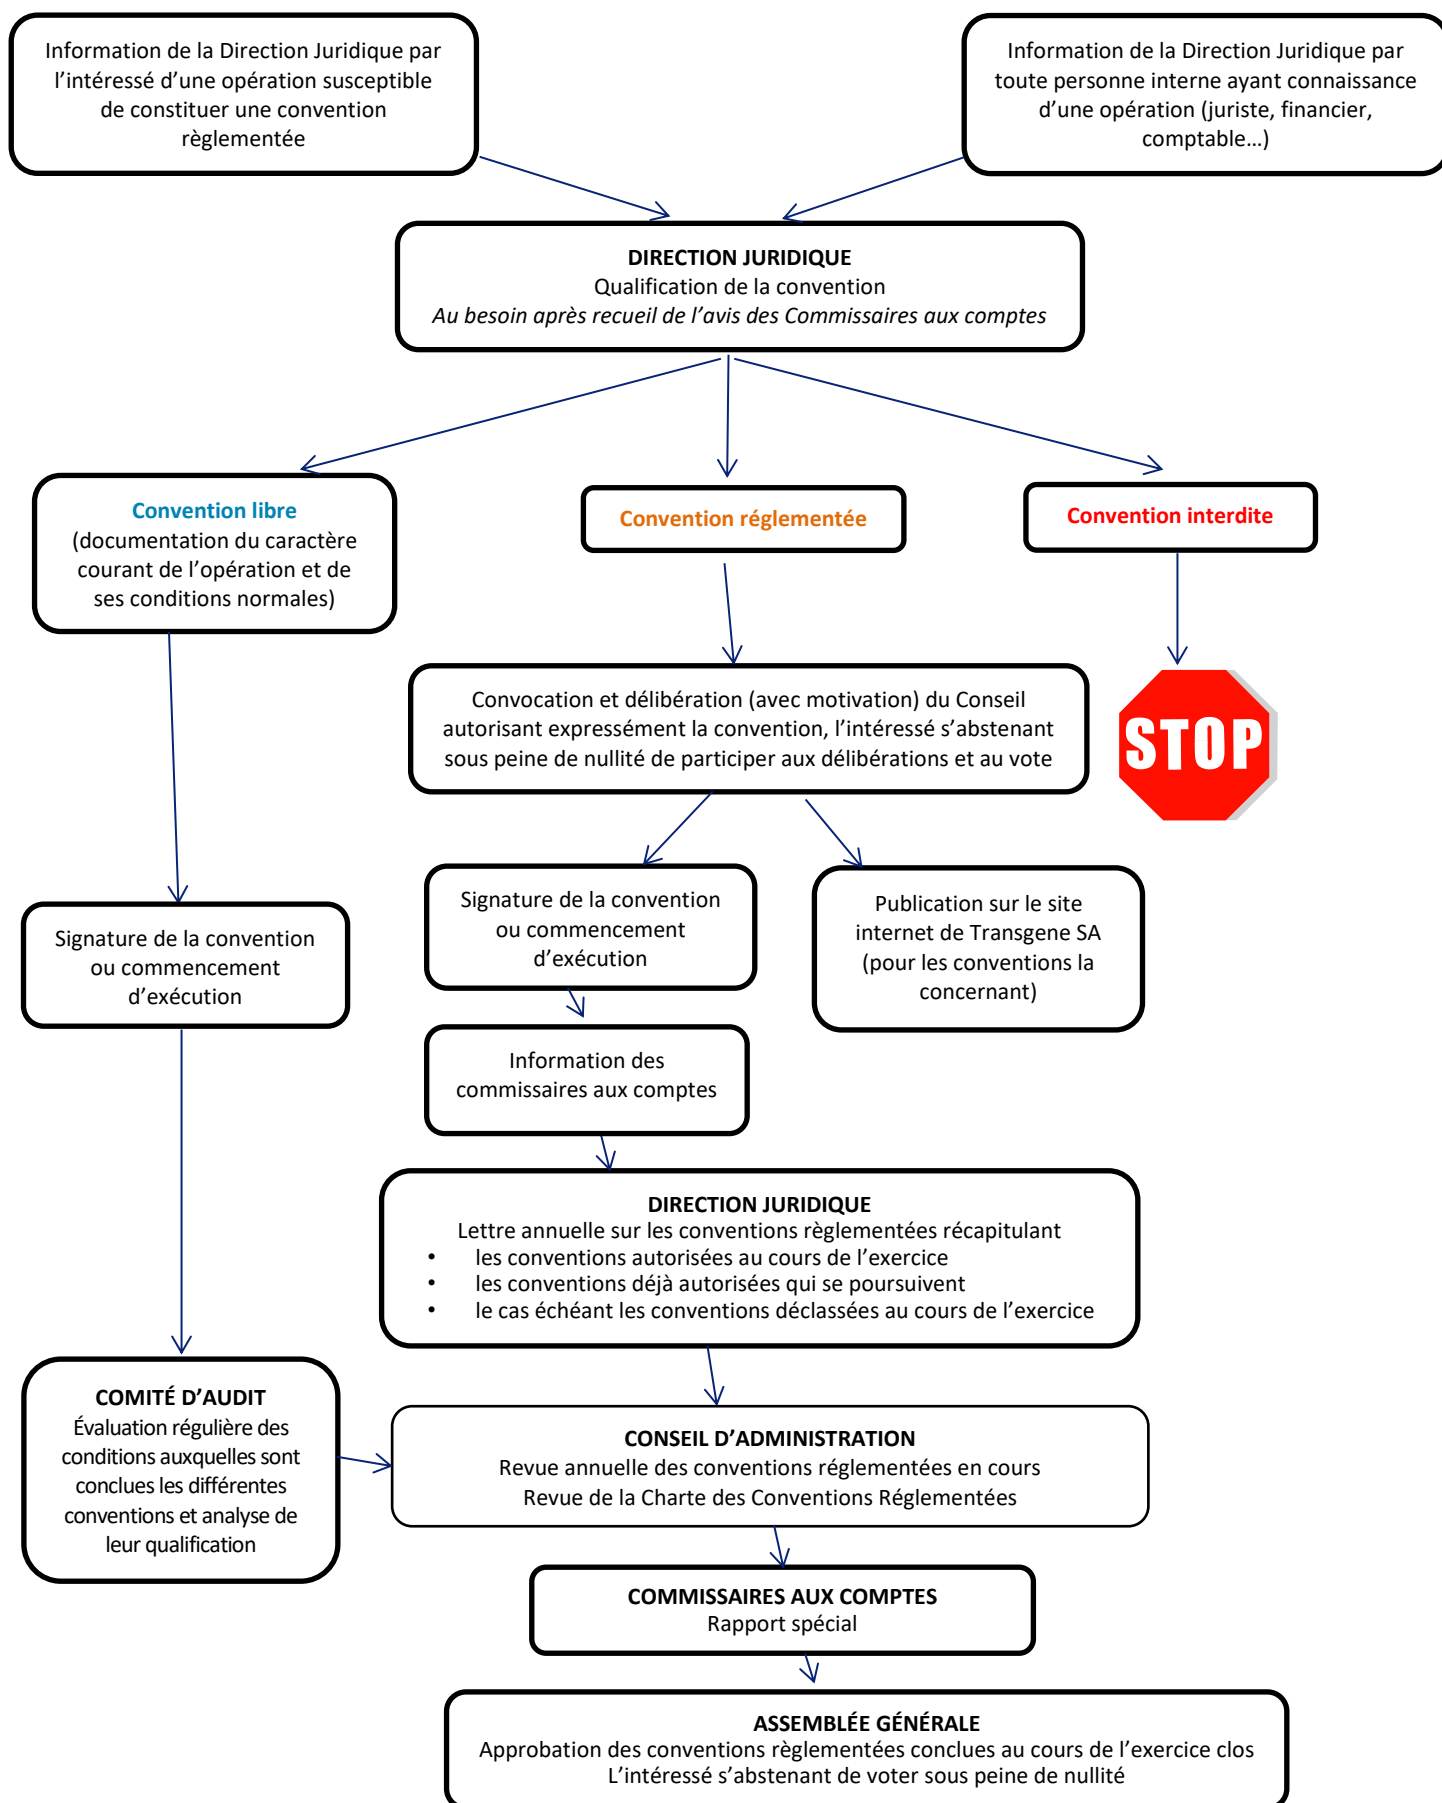 Information de la Direction Juridique par
l’intéressé d’une opération susceptible
de constituer une convention
règlementée
Information de la Direction Juridique par
toute personne interne ayant connaissance
d’une opération (juriste, financier,
comptable…)
DIRECTION JURIDIQUE
Qualification de la convention
Au besoin après recueil de l’avis des Commissaires aux comptes
Convention libre
(documentation du caractère
courant de l’opération et de
ses conditions normales)
Convention réglementée
Convention interdite
Convocation et délibération (avec motivation) du Conseil
autorisant expressément la convention, l’intéressé s’abstenant
sous peine de nullité de participer aux délibérations et au vote
STOP
Signature de la convention
ou commencement
d’exécution
Signature de la convention
ou commencement
d’exécution
Publication sur le site
internet de Transgene SA
(pour les conventions la
concernant)
Information des
commissaires aux comptes
DIRECTION JURIDIQUE
Lettre annuelle sur les conventions règlementées récapitulant
• les conventions autorisées au cours de l’exercice
• les conventions déjà autorisées qui se poursuivent
• le cas échéant les conventions déclassées au cours de l’exercice
COMITÉ D’AUDIT
Évaluation régulière des
conditions auxquelles sont
conclues les différentes
conventions et analyse de
leur qualification
CONSEIL D’ADMINISTRATION
Revue annuelle des conventions réglementées en cours
Revue de la Charte des Conventions Réglementées
COMMISSAIRES AUX COMPTES
Rapport spécial
ASSEMBLÉE GÉNÉRALE
Approbation des conventions règlementées conclues au cours de l’exercice clos
L’intéressé s’abstenant de voter sous peine de nullité